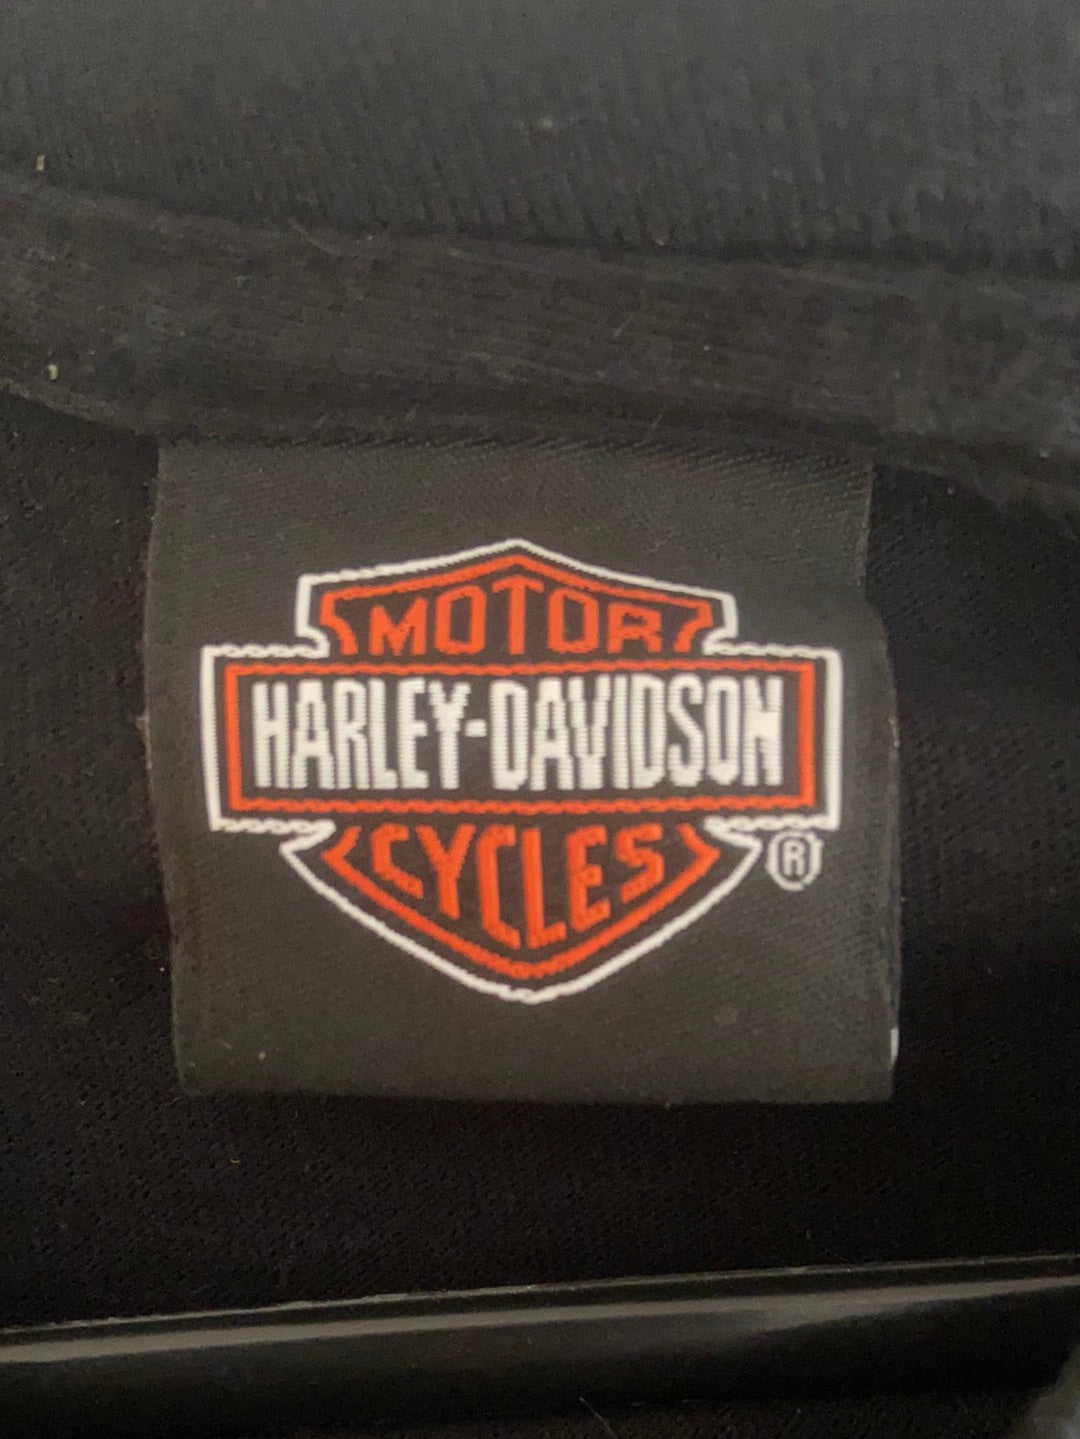 MOTOR
HARLEY-DAVIDSON
CYCLES
®